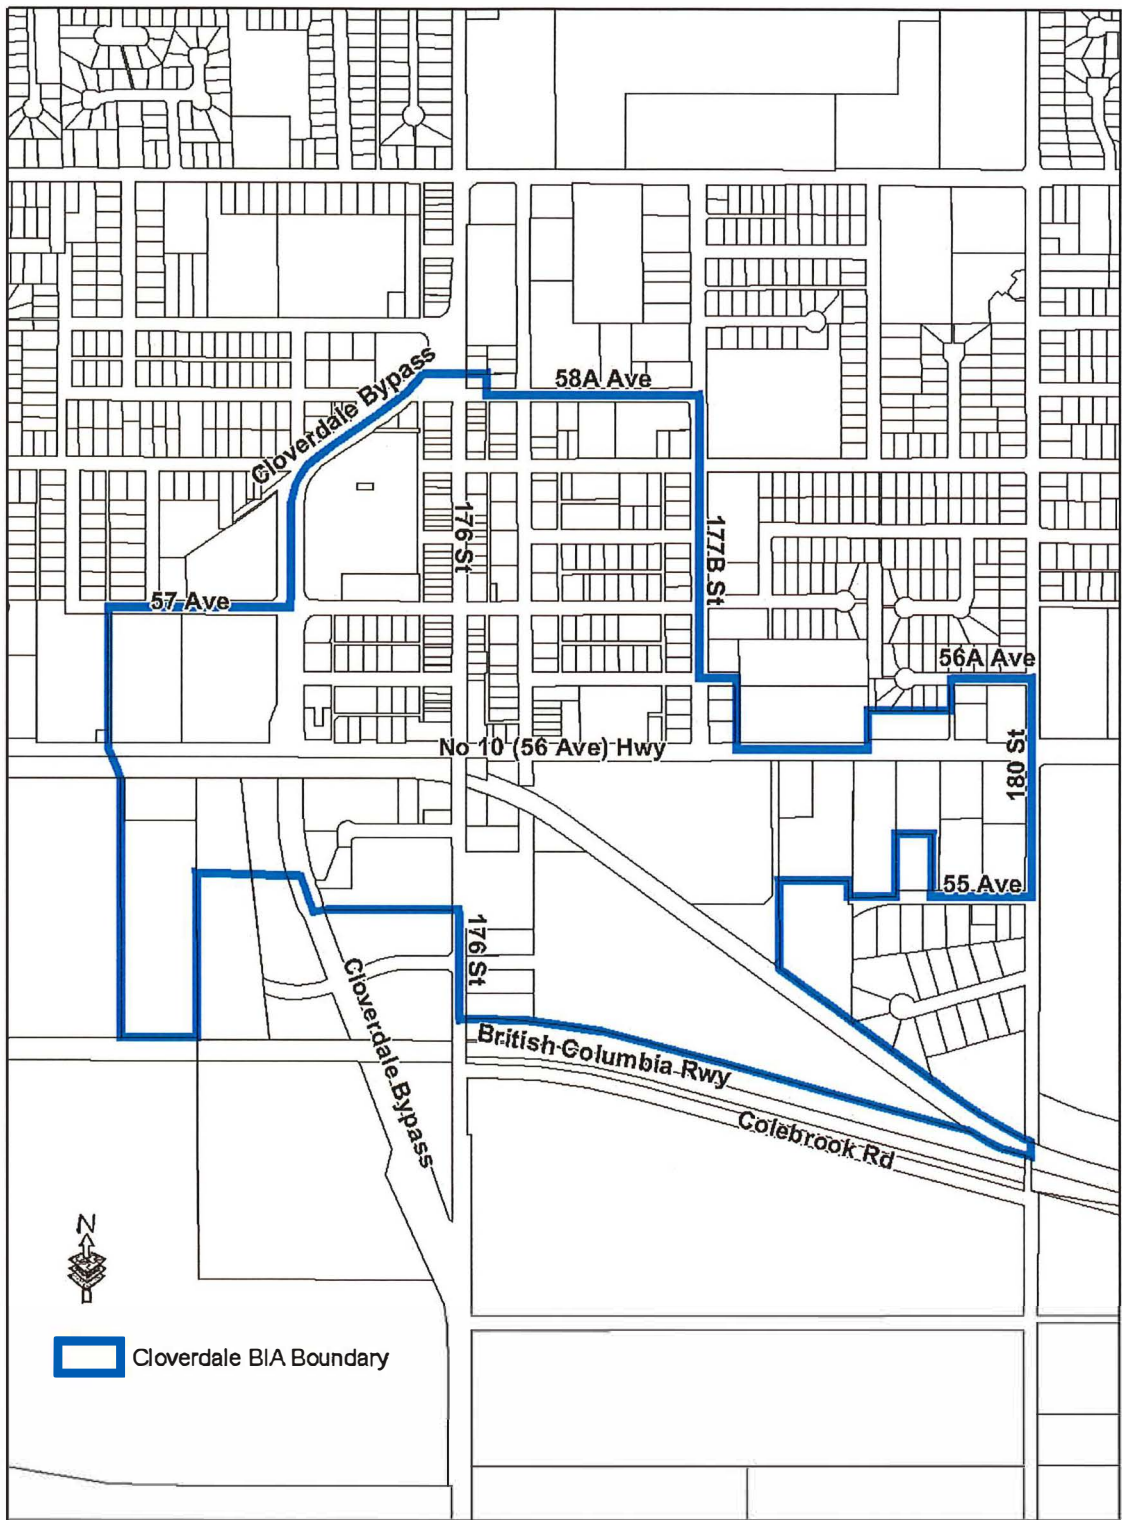 Cloverdale Bypass
58A Ave
176 St
177B St
57 Ave
56A Ave
No 10 (56 Ave) Hwy
180 St
55 Ave
176 St
Cloverdale Bypass
British Columbia Rwy
Colebrook Rd
N
Cloverdale BIA Boundary